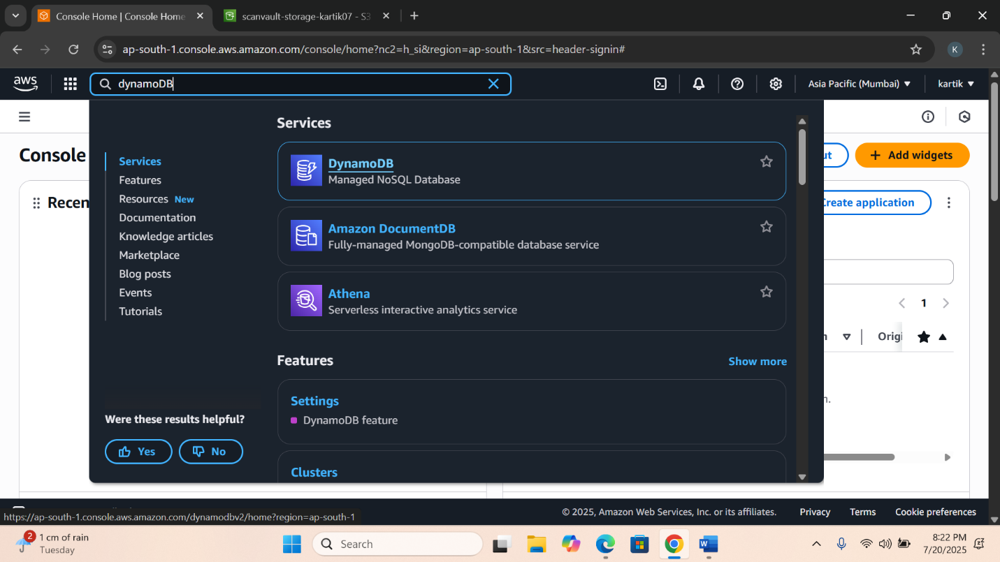 Console Home | Console Home
scanvault-storage-kartik07 - S3
ap-south-1.console.aws.amazon.com/console/home?nc2=h_si&region=ap-south-1&src=header-signin#
K
aws
dynamoDB
Asia Pacific (Mumbai)
kartik
Services
Features
Resources New
Documentation
Knowledge articles
Marketplace
Blog posts
Events
Tutorials
Were these results helpful?
Yes
No
Services
DynamoDB
Managed NoSQL Database
Amazon DocumentDB
Fully-managed MongoDB-compatible database service
Athena
Serverless interactive analytics service
Features
Show more
Settings
DynamoDB feature
Clusters
Console
Recen
Add widgets
Create application
1
Origi
n.
© 2025, Amazon Web Services, Inc. or its affiliates.
Privacy
Terms
Cookie preferences
https://ap-south-1.console.aws.amazon.com/dynamodbv2/home?region=ap-south-1
2
1 cm of rain
Tuesday
Search
8:22 PM
7/20/2025